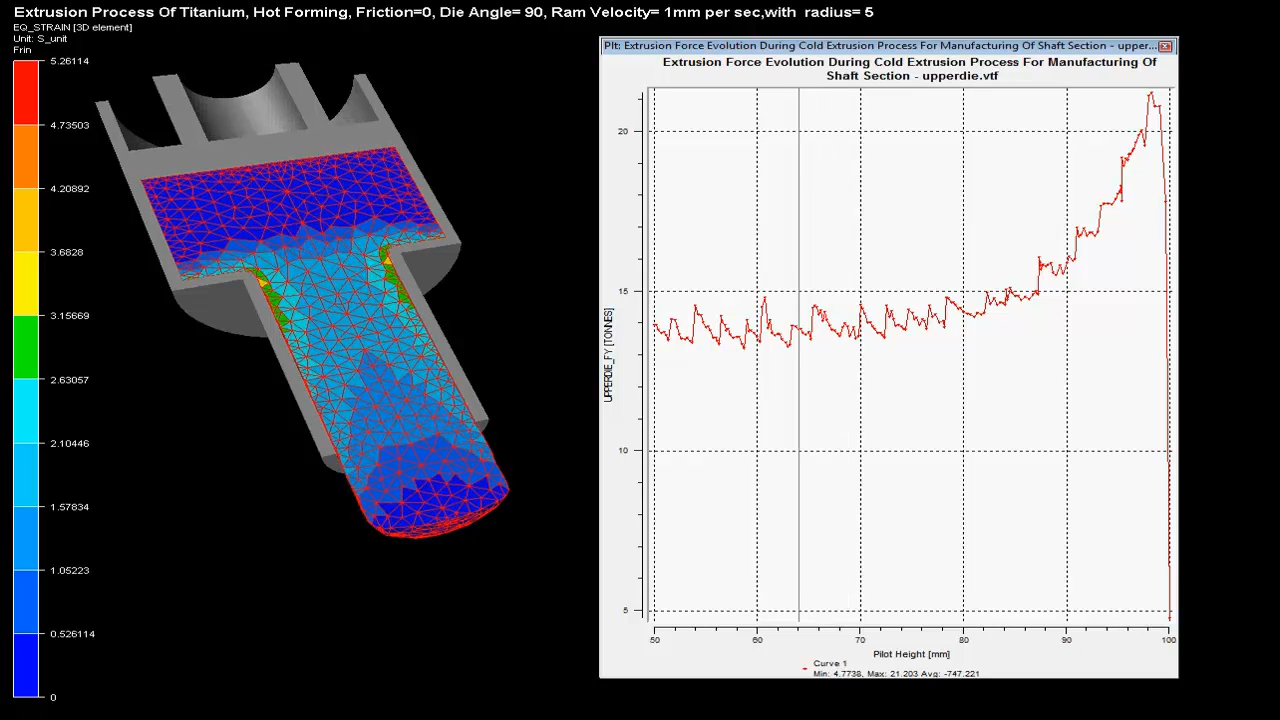 Extrusion Process Of Titanium, Hot Forming, Friction=0, Die Angle= 90, Ram Velocity= 1mm per sec,with  radius= 5
EQ_STRAIN [3D element]
Unit: S_unit
Frin
5.26114
4.73503
4.20892
3.6828
3.15669
2.63057
2.10446
1.57834
1.05223
0.526114
0
Plt: Extrusion Force Evolution During Cold Extrusion Process For Manufacturing Of Shaft Section - upper...
Extrusion Force Evolution During Cold Extrusion Process For Manufacturing Of
Shaft Section - upperdie.vtf
UPPERDIE_FY [TONNES]
20
15
10
5
50 60 70 80 90 100
Pilot Height [mm]
Curve 1
Min: 4.7738, Max: 21.203 Avg: -747.221